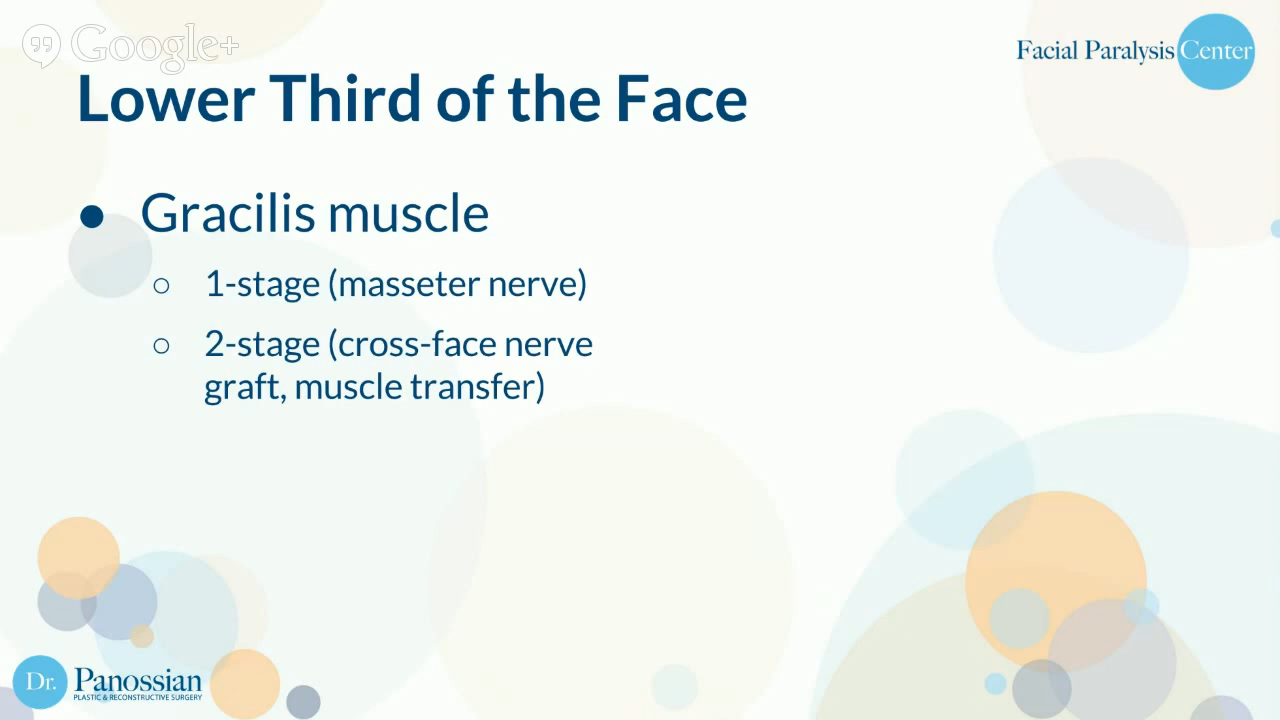 Google+
Facial Paralysis Center
Lower Third of the Face
● Gracilis muscle
○ 1-stage (masseter nerve)
○ 2-stage (cross-face nerve
graft, muscle transfer)
Dr. Panossian
PLASTIC & RECONSTRUCTIVE SURGERY